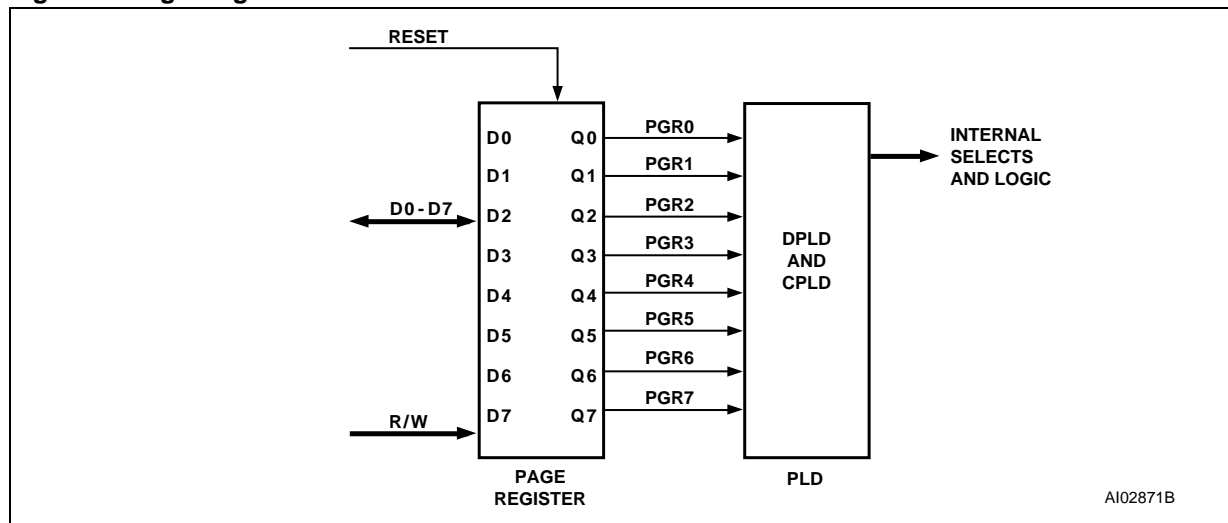 RESET
D0 Q0 PGR0
D1 Q1 PGR1
D0-D7 D2 Q2 PGR2
D3 Q3 PGR3
D4 Q4 PGR4
D5 Q5 PGR5
D6 Q6 PGR6
R/W D7 Q7 PGR7
PAGE
REGISTER
DPLD
AND
CPLD
PLD
INTERNAL
SELECTS
AND LOGIC
AI02871B